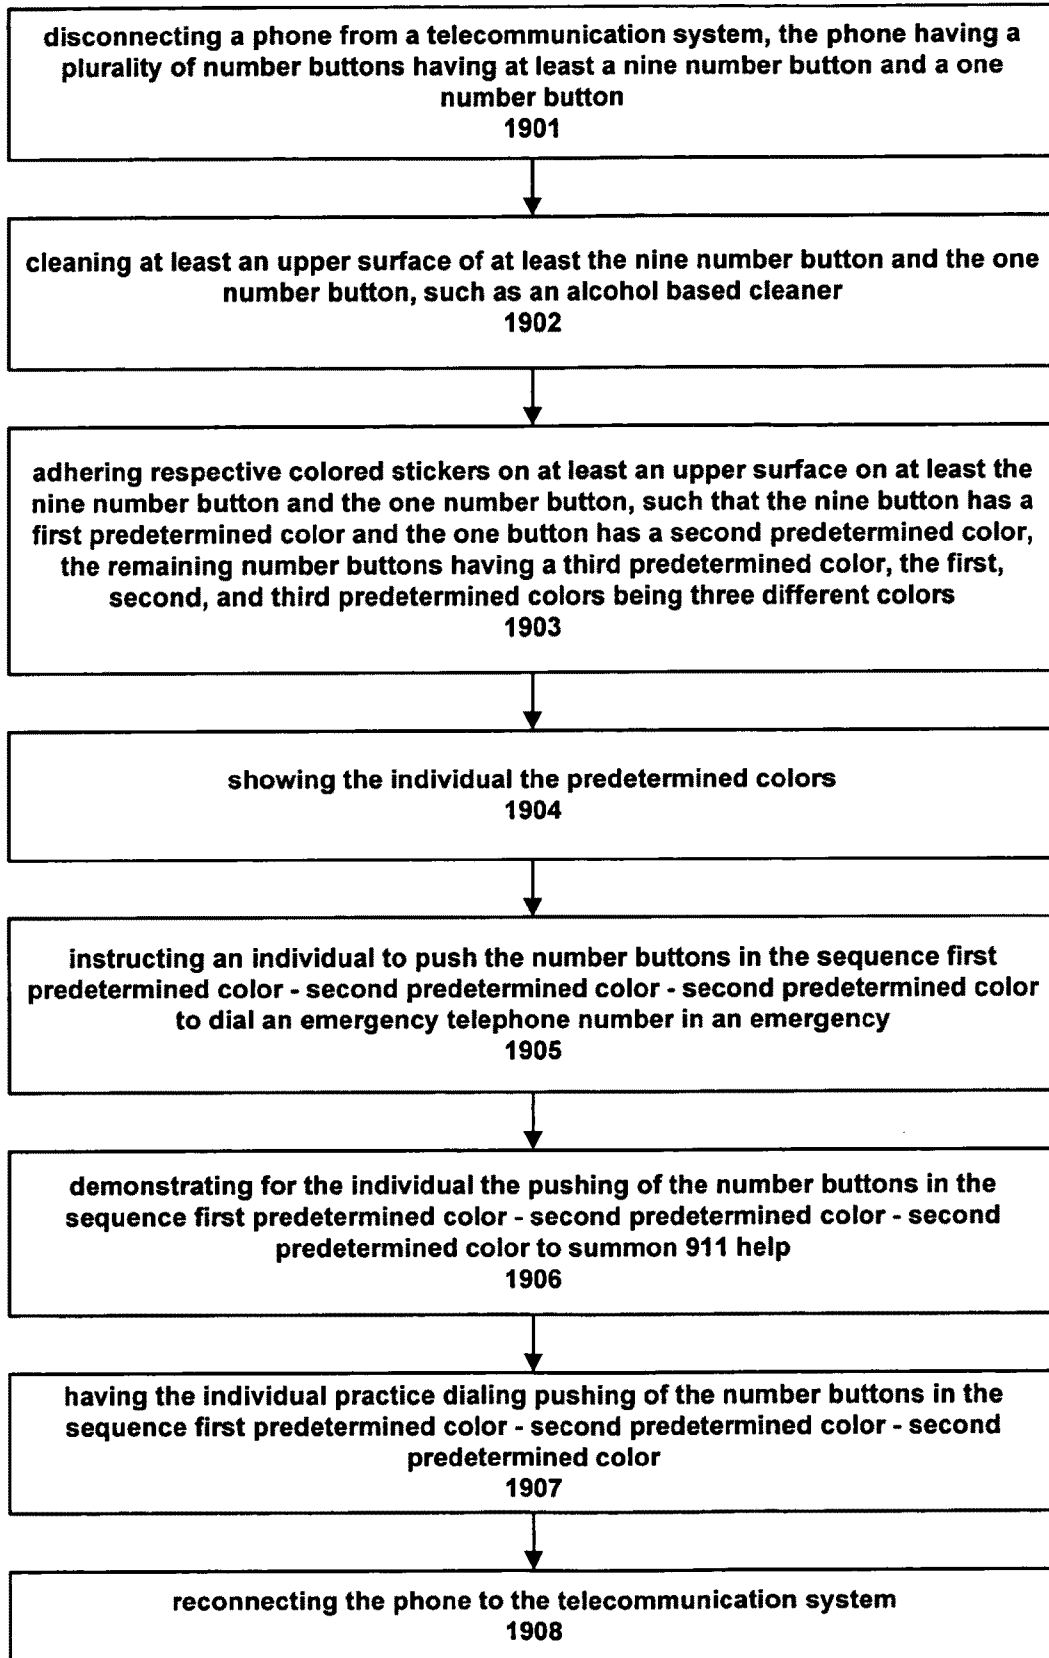 disconnecting a phone from a telecommunication system, the phone having a
plurality of number buttons having at least a nine number button and a one
number button
1901
cleaning at least an upper surface of at least the nine number button and the one
number button, such as an alcohol based cleaner
1902
adhering respective colored stickers on at least an upper surface on at least the
nine number button and the one number button, such that the nine button has a
first predetermined color and the one button has a second predetermined color,
the remaining number buttons having a third predetermined color, the first,
second, and third predetermined colors being three different colors
1903
showing the individual the predetermined colors
1904
instructing an individual to push the number buttons in the sequence first
predetermined color - second predetermined color - second predetermined color
to dial an emergency telephone number in an emergency
1905
demonstrating for the individual the pushing of the number buttons in the
sequence first predetermined color - second predetermined color - second
predetermined color to summon 911 help
1906
having the individual practice dialing pushing of the number buttons in the
sequence first predetermined color - second predetermined color - second
predetermined color
1907
reconnecting the phone to the telecommunication system
1908